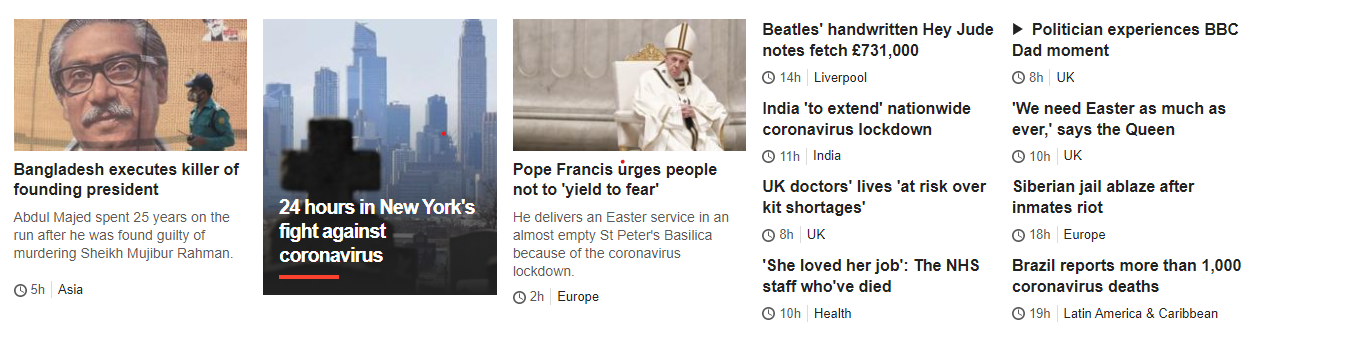 Bangladesh executes killer of
founding president
Abdul Majed spent 25 years on the
run after he was found guilty of
murdering Sheikh Mujibur Rahman.
5h Asia
24 hours in New York's
fight against
coronavirus
Pope Francis urges people
not to 'yield to fear'
He delivers an Easter service in an
almost empty St Peter's Basilica
because of the coronavirus
lockdown.
2h Europe
Beatles' handwritten Hey Jude
notes fetch £731,000
14h Liverpool
India 'to extend' nationwide
coronavirus lockdown
11h India
UK doctors' lives 'at risk over
kit shortages'
8h UK
'She loved her job': The NHS
staff who've died
10h Health
Politician experiences BBC
Dad moment
8h UK
'We need Easter as much as
ever,' says the Queen
10h UK
Siberian jail ablaze after
inmates riot
18h Europe
Brazil reports more than 1,000
coronavirus deaths
19h Latin America & Caribbean